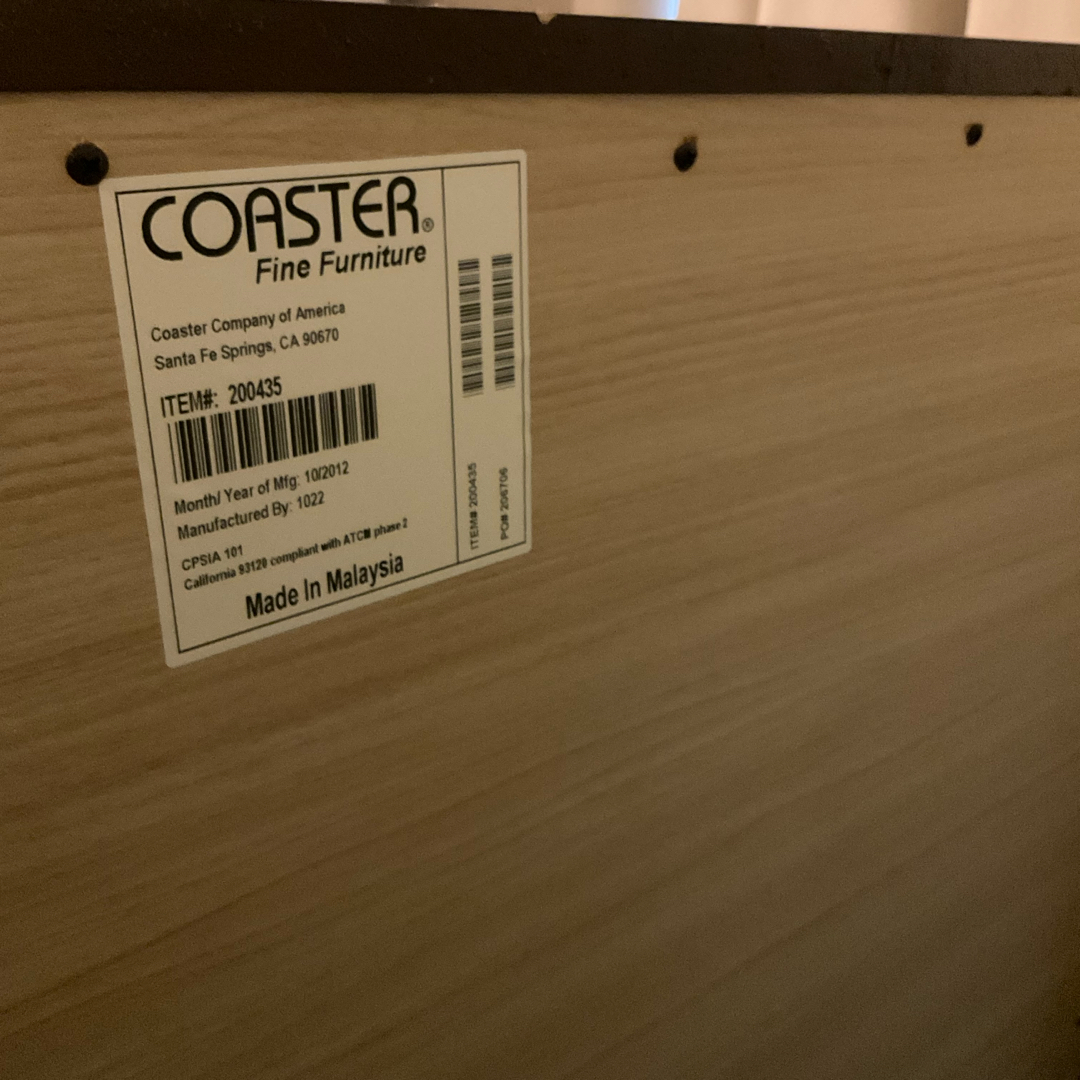 COASTER®
Fine Furniture
Coaster Company of America
Santa Fe Springs, CA 90670
ITEM#: 200435
Month/ Year of Mfg: 10/2012
Manufactured By: 1022
CPSIA 101
California 93120 compliant with ATCM phase 2
Made In Malaysia
ITEM# 200435
PO# 206706